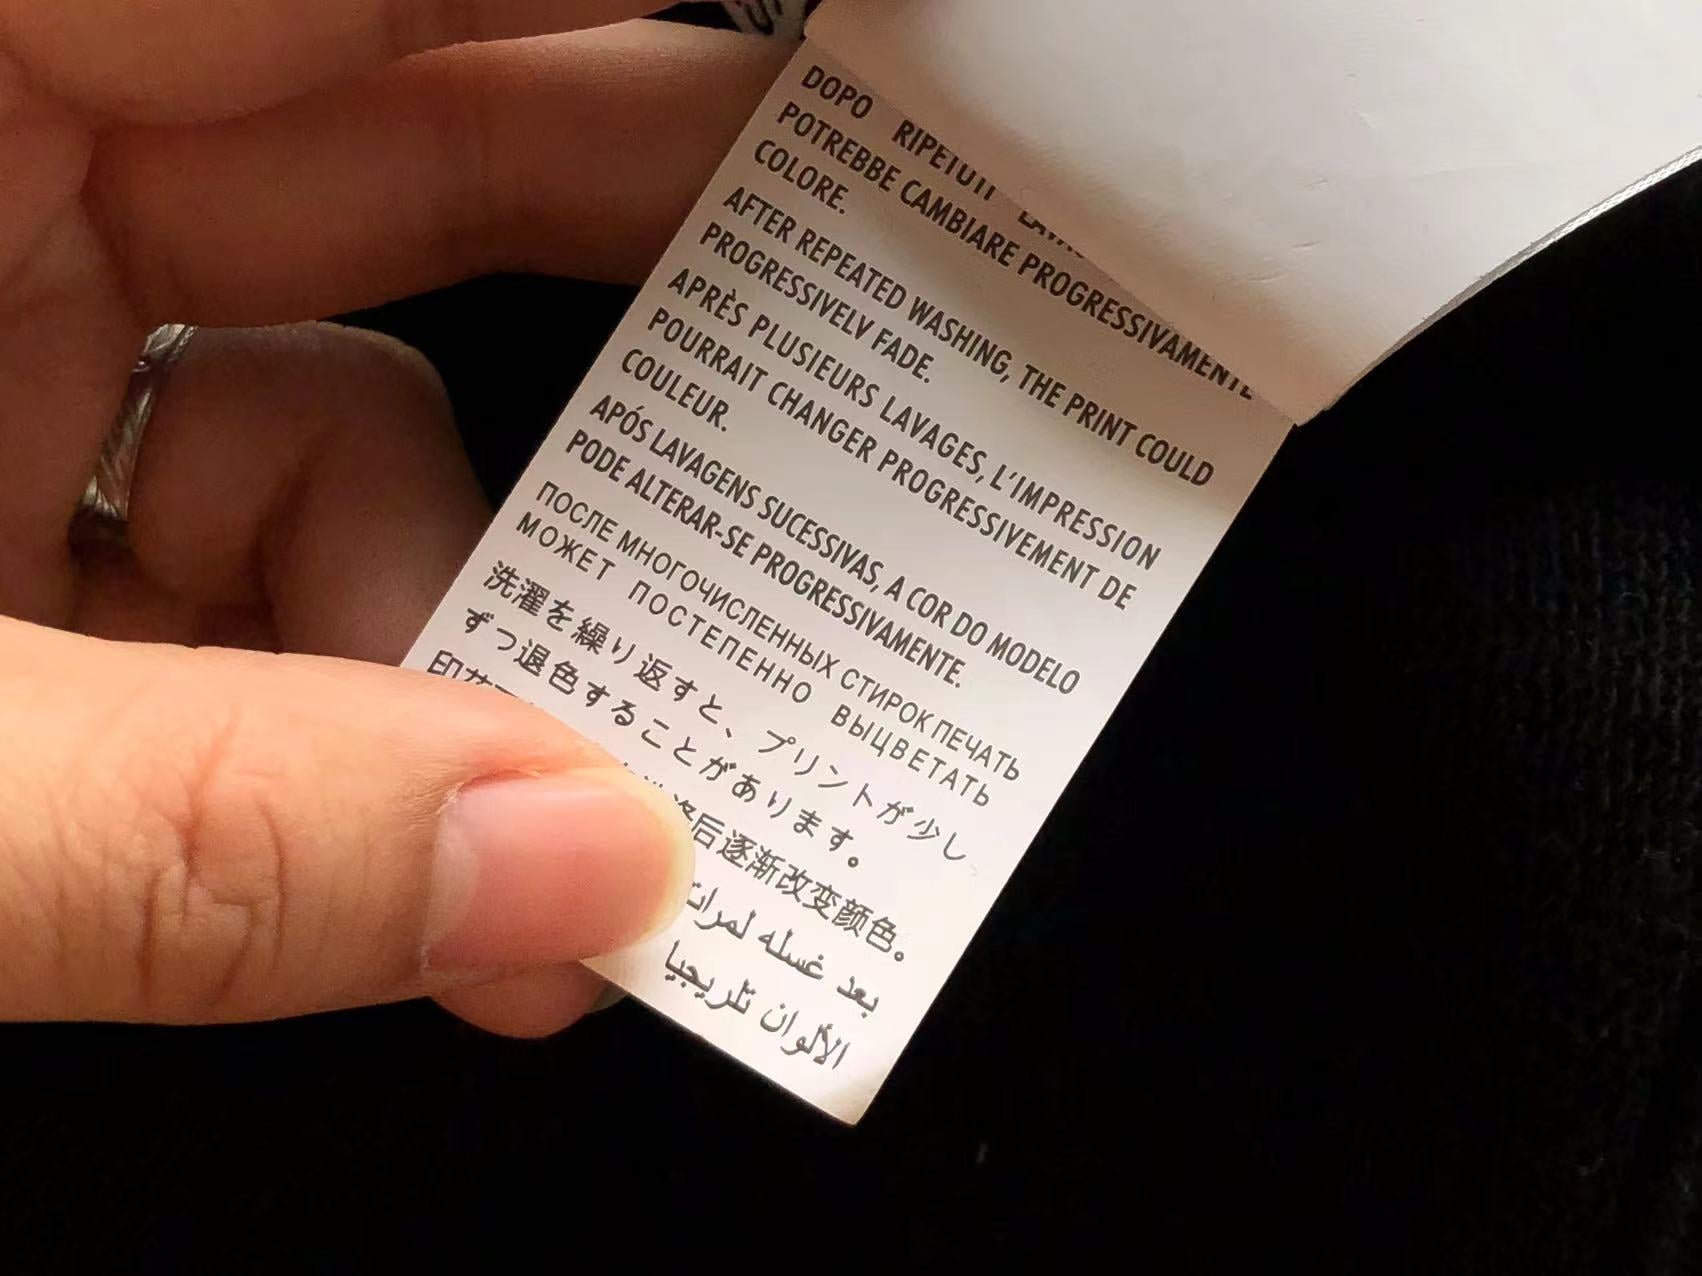 DOPO RIPETUTI
POTREBBE CAMBIARE PROGRESSIVAMENTE
COLORE.
AFTER REPEATED WASHING, THE PRINT COULD
PROGRESSIVELV FADE.
APRÈS PLUSIEURS LAVAGES, L'IMPRESSION
POURRAIT CHANGER PROGRESSIVEMENT DE
COULEUR.
APÓS LAVAGENS SUCESSIVAS, A COR DO MODELO
PODE ALTERAR-SE PROGRESSIVAMENTE.
ПОСЛЕ МНОГОЧИСЛЕННЫХ СТИРОК ПЕЧАТЬ
МОЖЕТ ПОСТЕПЕННО ВЫЦВЕТАТЬ
洗濯を繰り返すと、プリントが少し
ずつ退色することがあります。
印花 后逐渐改变颜色。
بعد غسله لمرات
الألوان تلريجيا